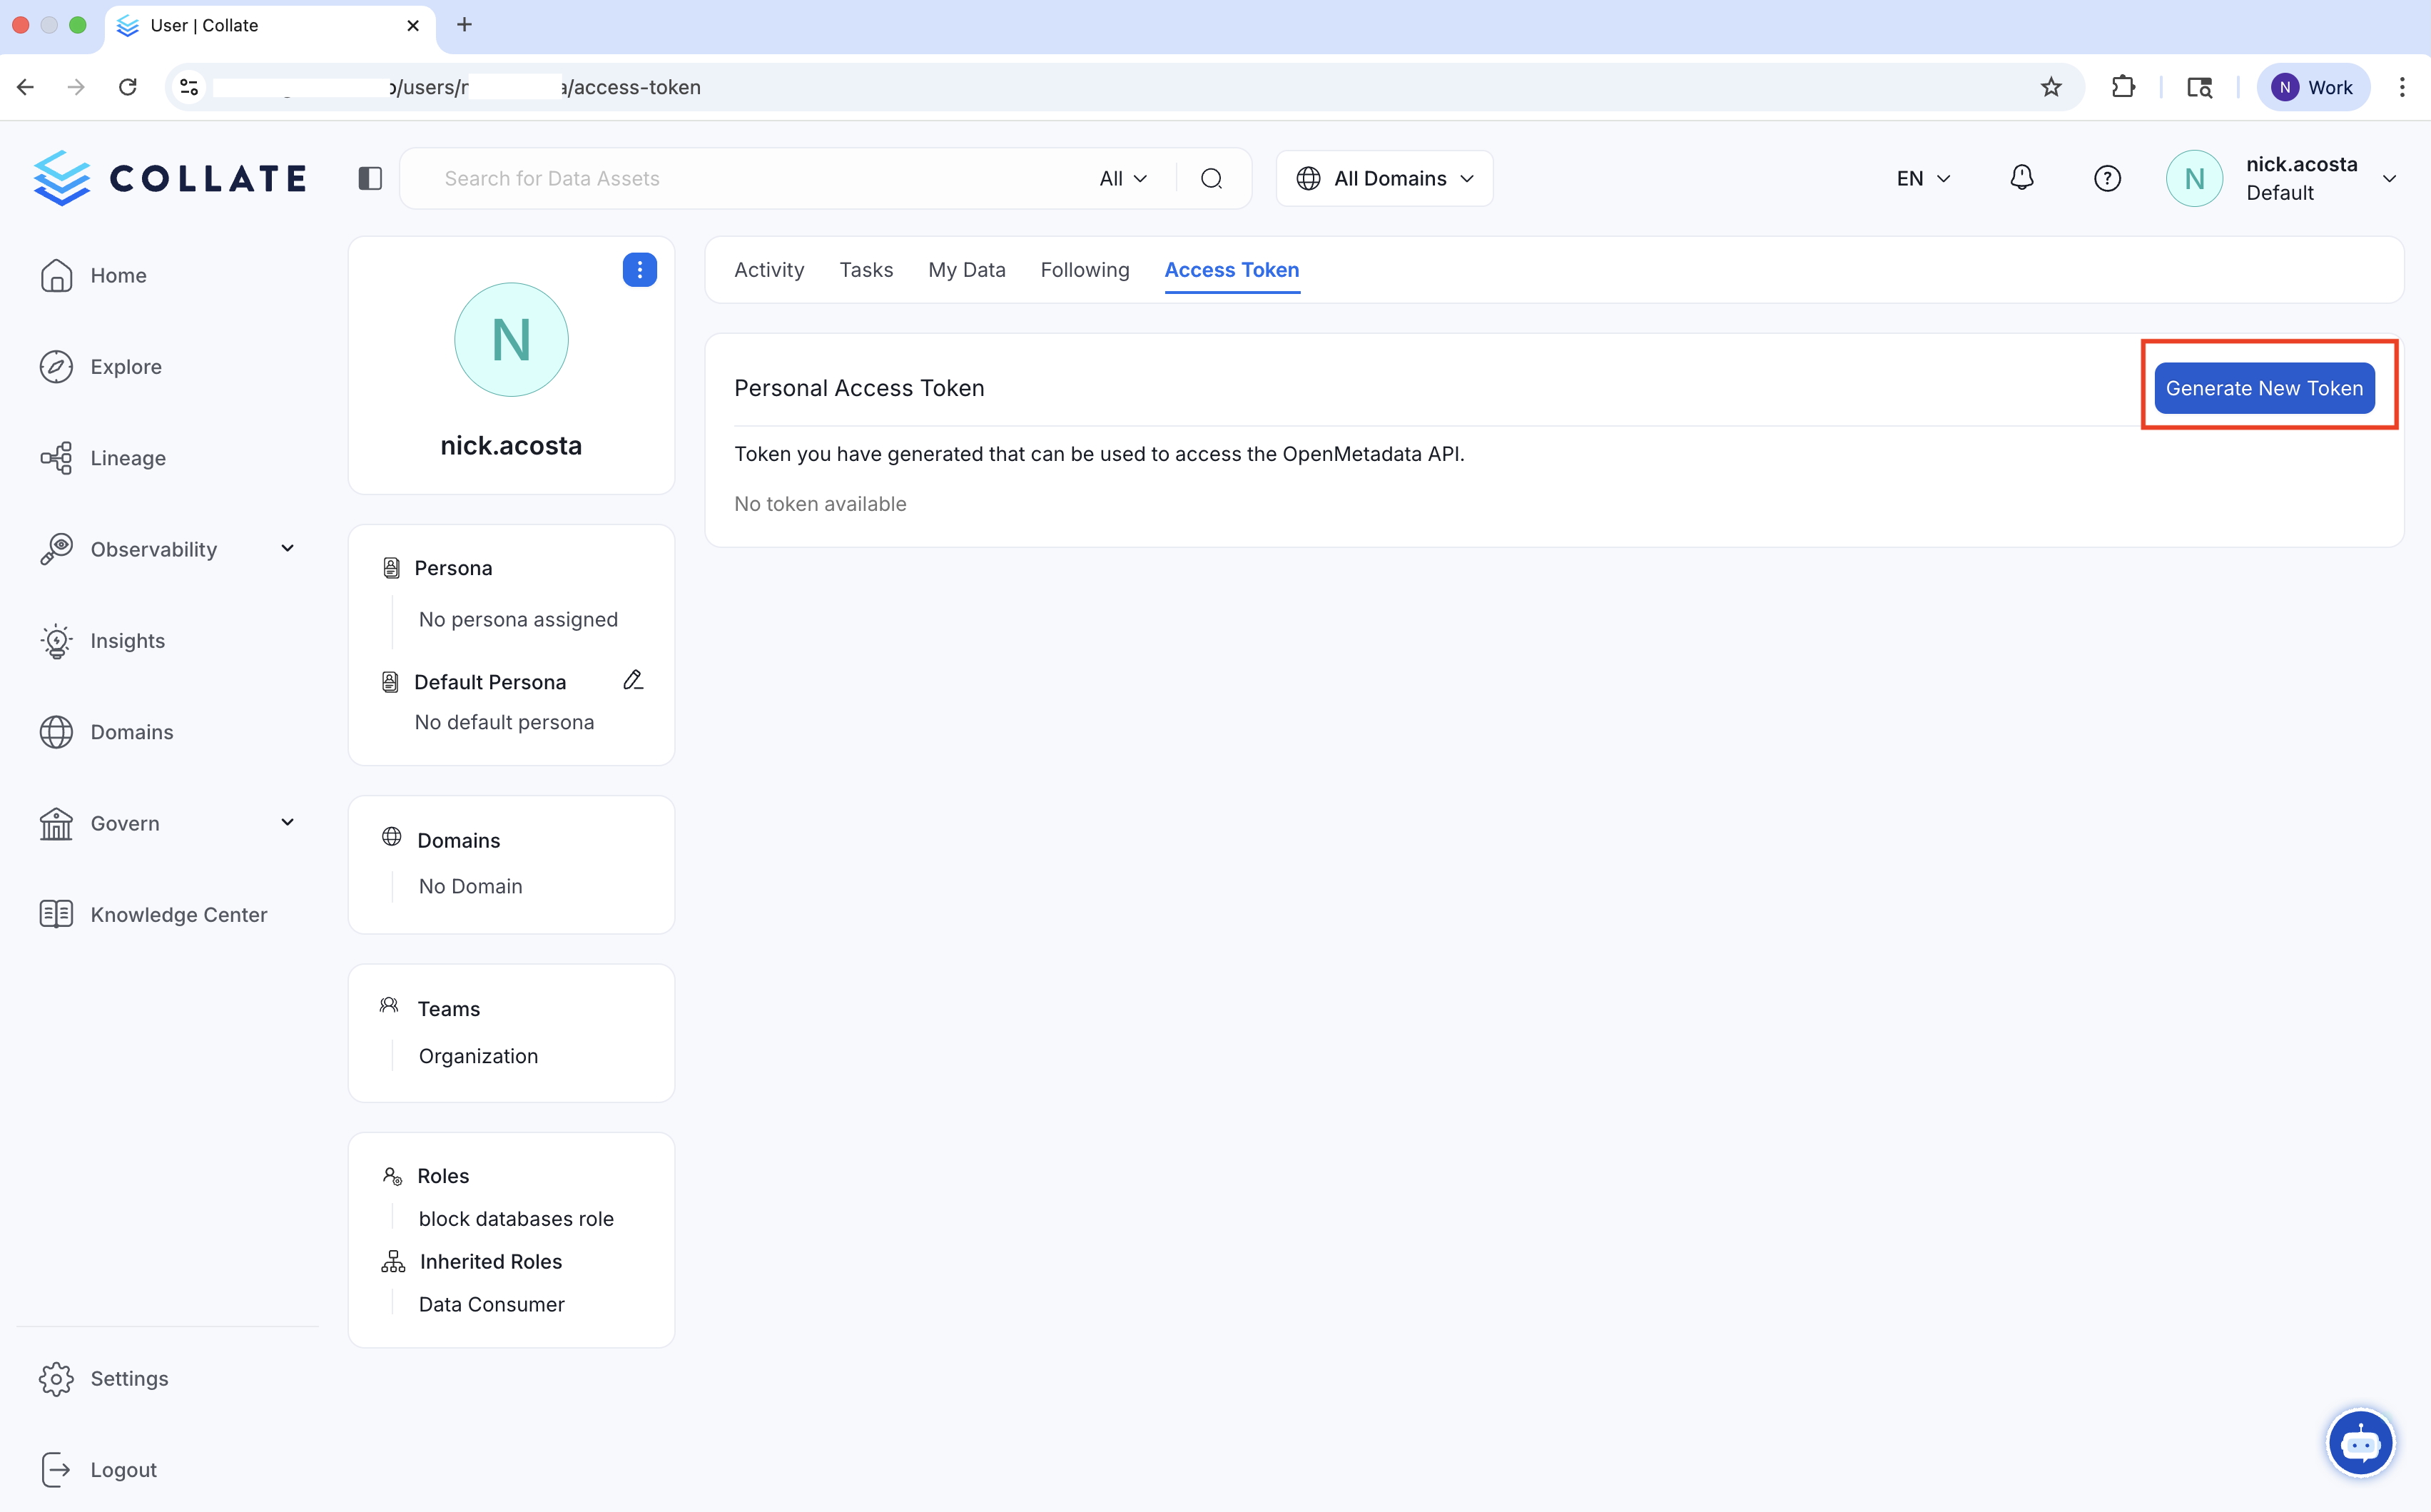 User | Collate
/users/
/access-token
N
Work
COLLATE
Search for Data Assets
All
All Domains
EN
N
nick.acosta
Default
Home
Explore
Lineage
Observability
Insights
Domains
Govern
Knowledge Center
Settings
Logout
N
nick.acosta
Persona
No persona assigned
Default Persona
No default persona
Domains
No Domain
Teams
Organization
Roles
block databases role
Inherited Roles
Data Consumer
Activity
Tasks
My Data
Following
Access Token
Personal Access Token
Generate New Token
Token you have generated that can be used to access the OpenMetadata API.
No token available